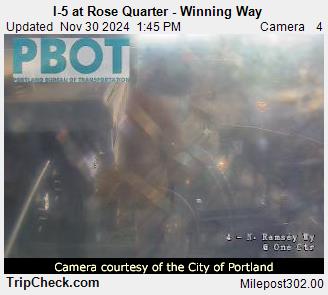 I-5 at Rose Quarter - Winning Way
Updated Nov 30 2024 1:45 PM Camera 4
PBOT
PORTLAND BUREAU OF TRANSPORTATION
4 - N. Ramsey Wy
@ One Ctr
Camera courtesy of the City of Portland
TripCheck.com Milepost302.00